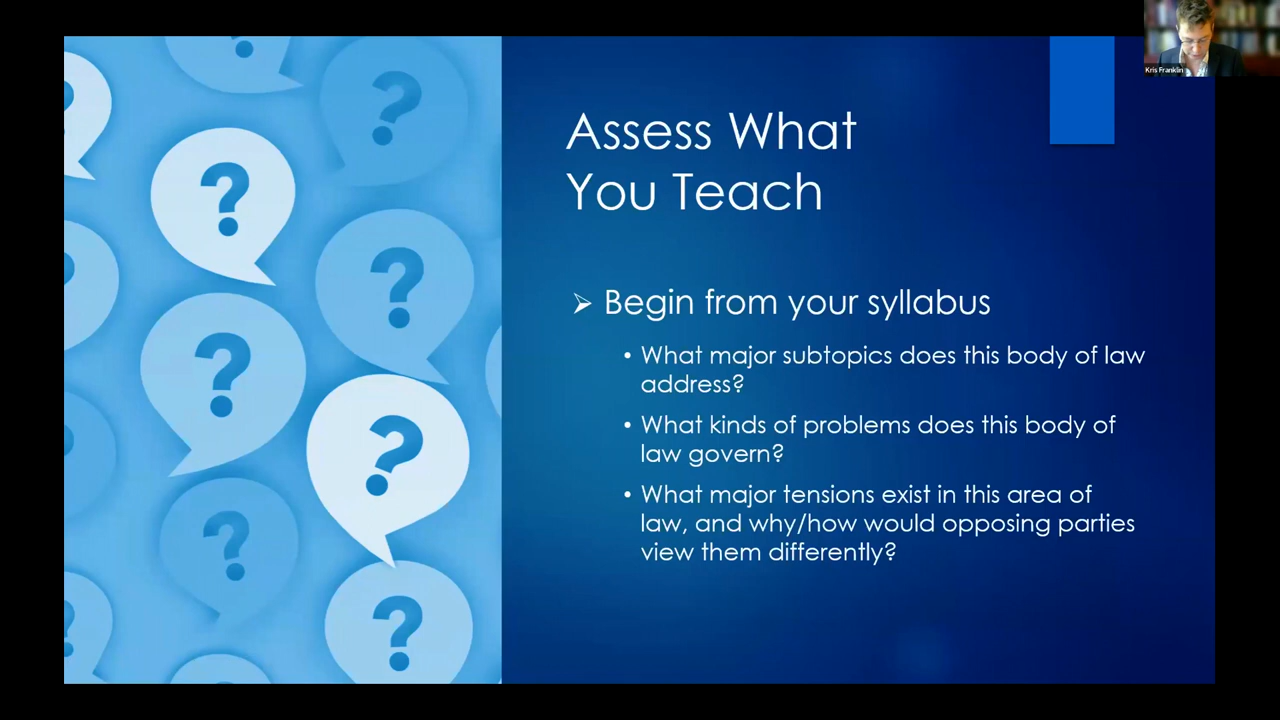 Kris Franklin
Assess What
You Teach
➢ Begin from your syllabus
• What major subtopics does this body of law
address?
• What kinds of problems does this body of
law govern?
• What major tensions exist in this area of
law, and why/how would opposing parties
view them differently?
? ? ? ? ? ? ? ? ?